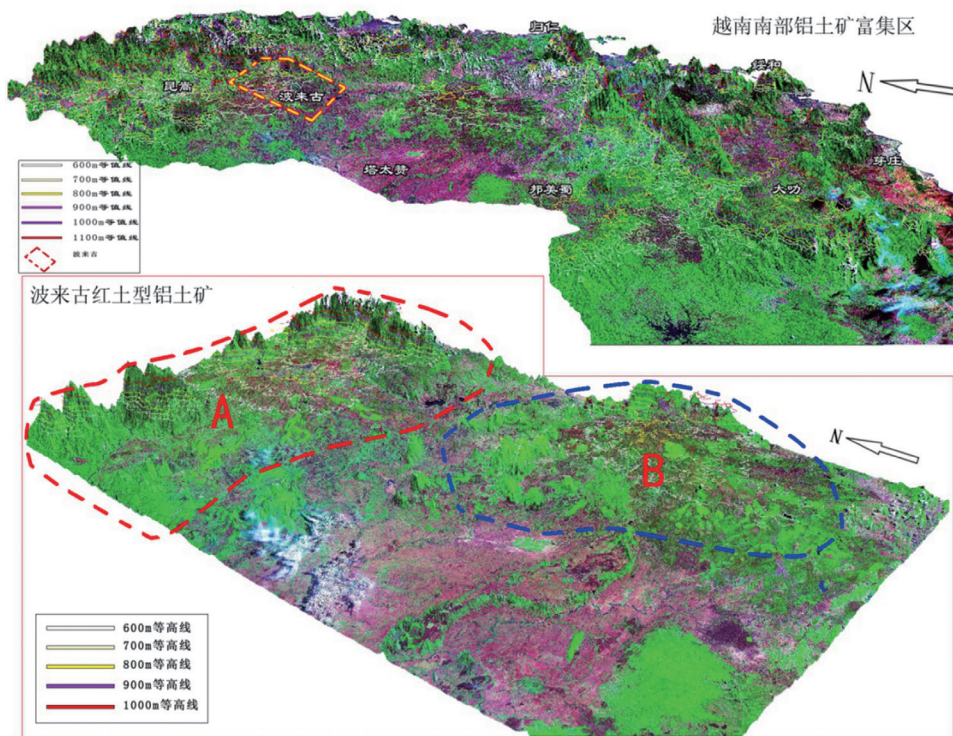 越南南部铝土矿富集区
归仁
绥和
N
昆嵩
波来古
芽庄
塔太赞
邦美蜀
大叻
600m等值线
700m等值线
800m等值线
900m等值线
1000m等值线
1100m等值线
波来古
波来古红土型铝土矿
A
N
B
600m等高线
700m等高线
800m等高线
900m等高线
1000m等高线